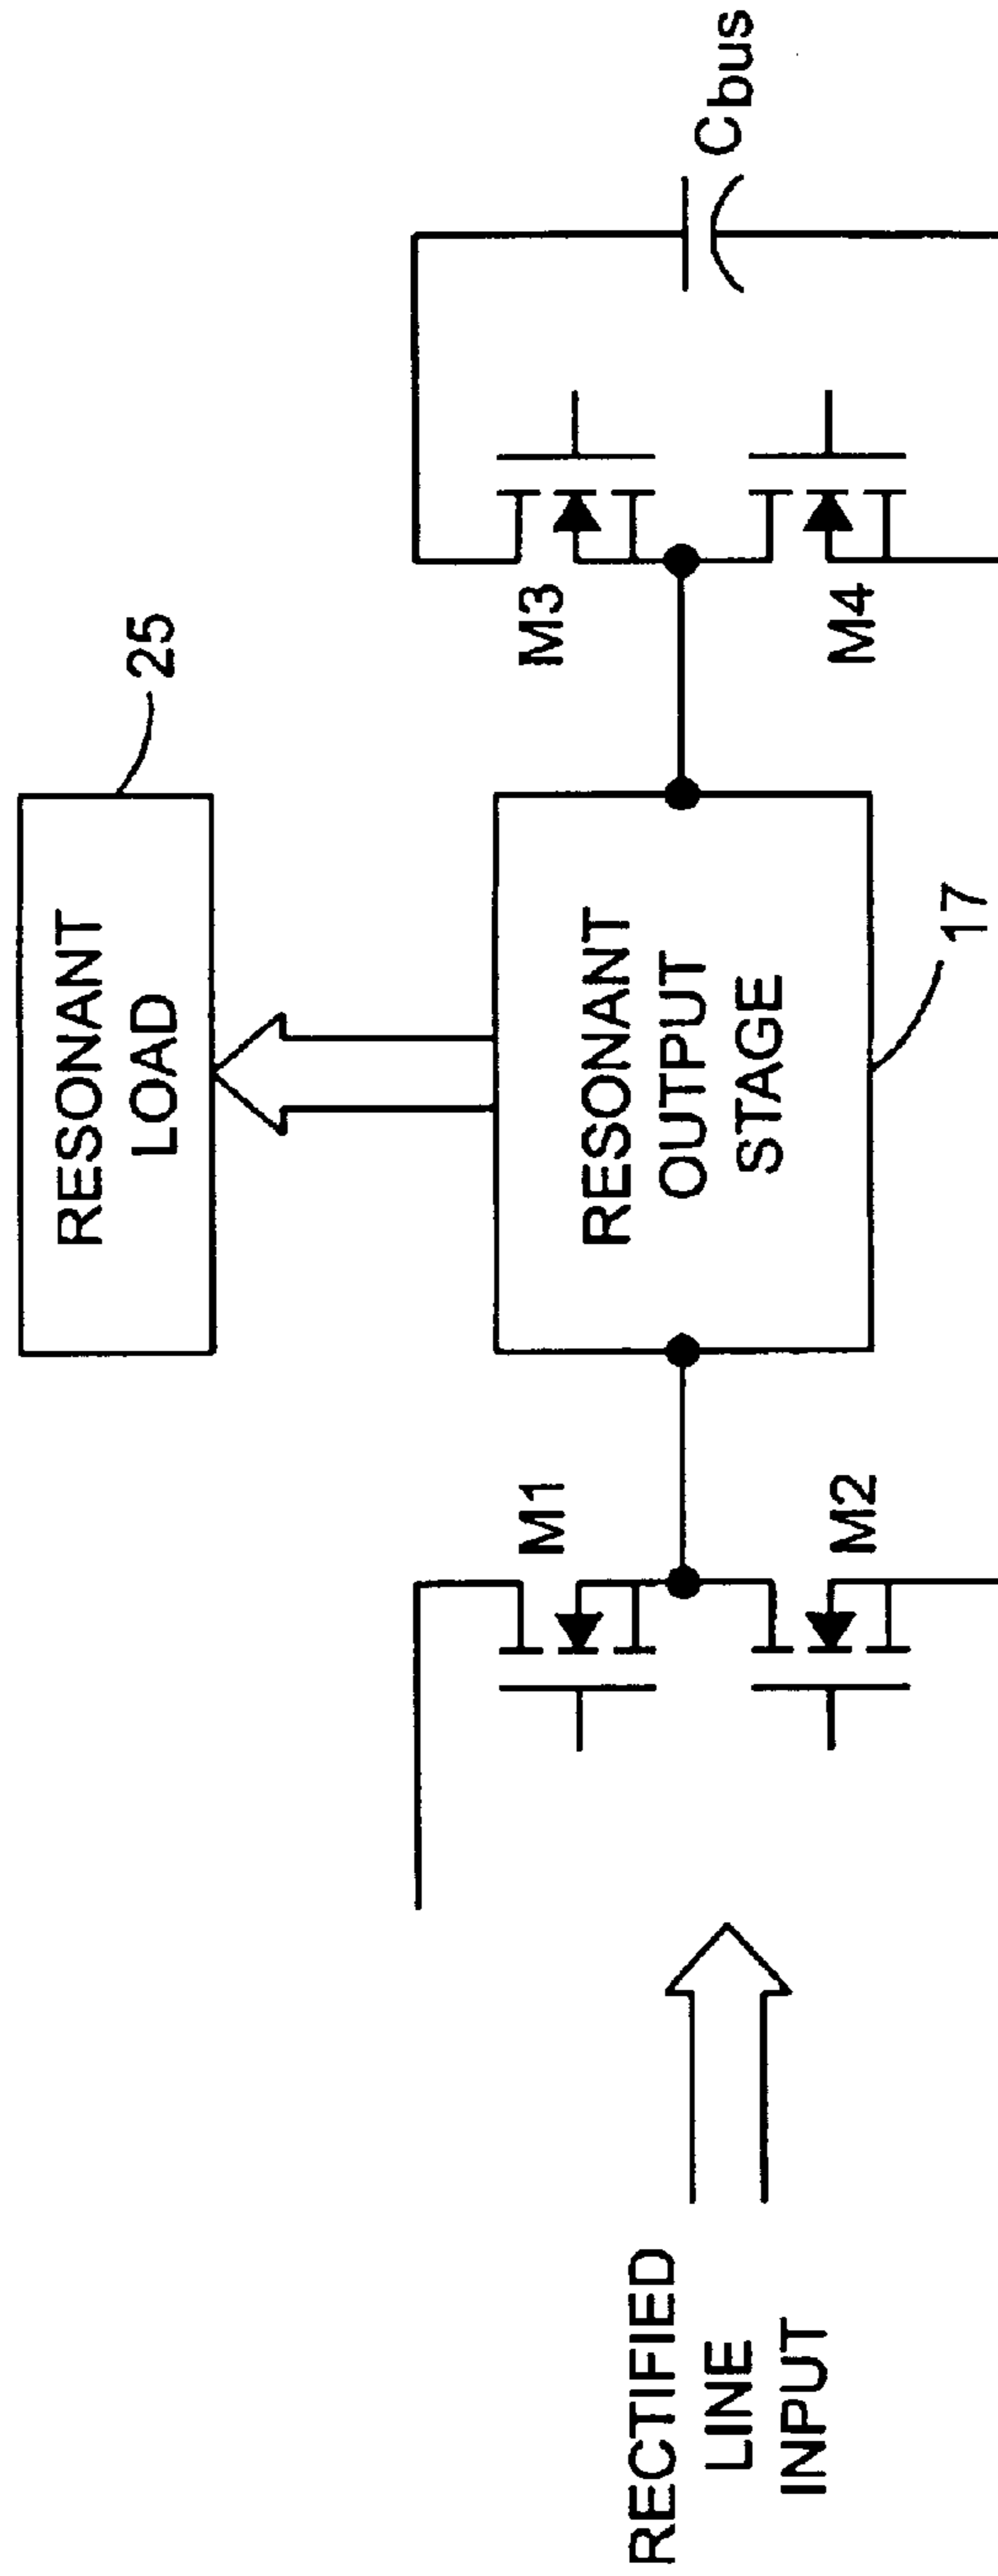 RESONANT
LOAD
25
RECTIFIED
LINE
INPUT
M1
M2
RESONANT
OUTPUT
STAGE
17
M3
M4
Cbus